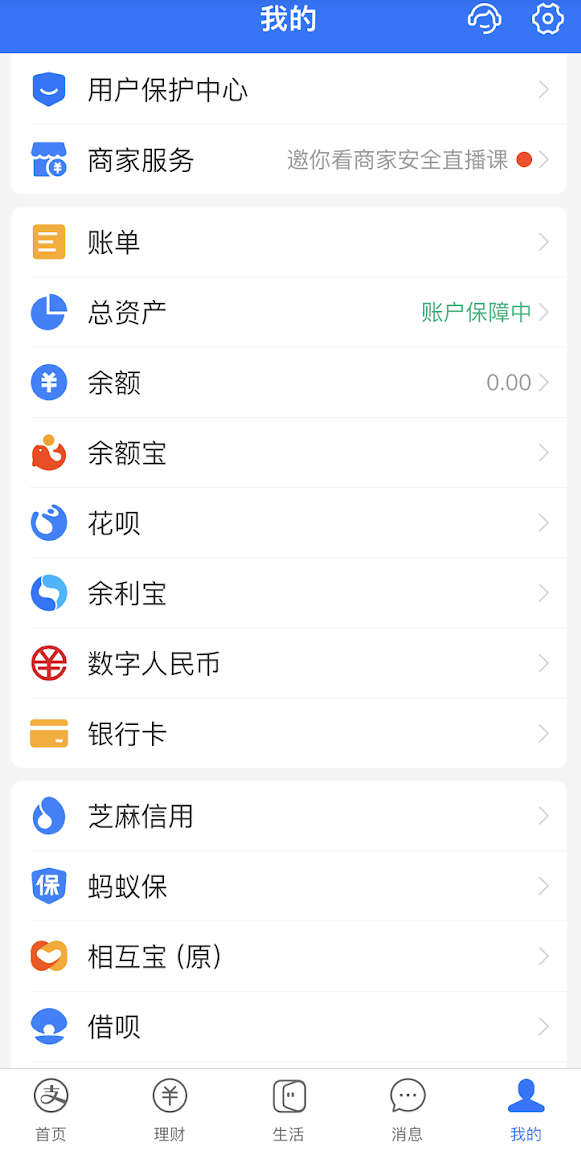 我的
用户保护中心
商家服务 邀你看商家安全直播课
账单
总资产 账户保障中
余额 0.00
余额宝
花呗
余利宝
数字人民币
银行卡
芝麻信用
保 蚂蚁保
相互宝 (原)
借呗
支 ¥
首页 理财 生活 消息 我的